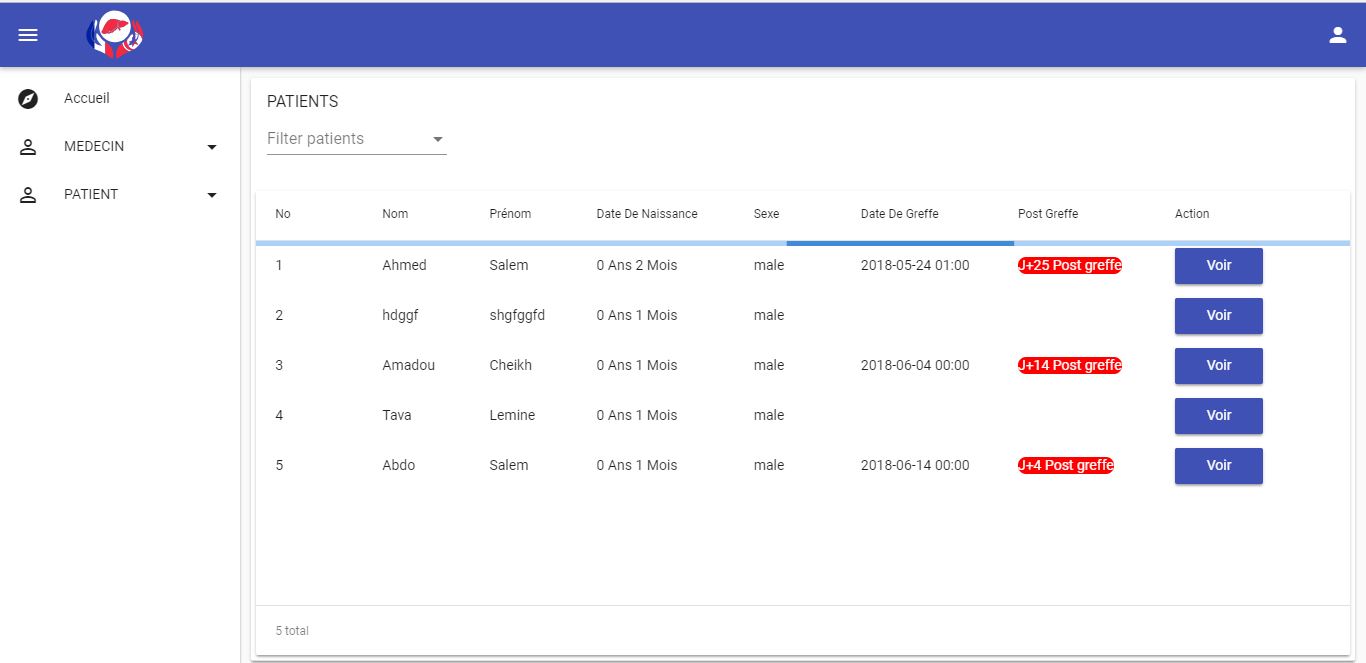 Accueil
MEDECIN
PATIENT
PATIENTS
Filter patients
No Nom Prénom Date De Naissance Sexe Date De Greffe Post Greffe Action
1 Ahmed Salem 0 Ans 2 Mois male 2018-05-24 01:00 J+25 Post greffe Voir
2 hdggf shgfggfd 0 Ans 1 Mois male Voir
3 Amadou Cheikh 0 Ans 1 Mois male 2018-06-04 00:00 J+14 Post greffe Voir
4 Tava Lemine 0 Ans 1 Mois male Voir
5 Abdo Salem 0 Ans 1 Mois male 2018-06-14 00:00 J+4 Post greffe Voir
5 total